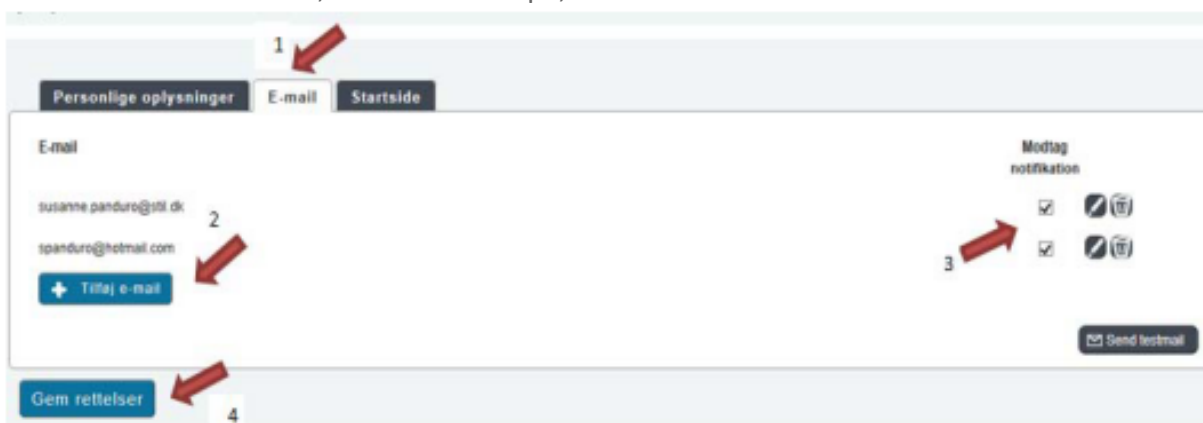 1
Personlige oplysninger E-mail Startside
E-mail
Modtag
notifikation
susanne.panduro@stil.dk
2
spanduro@hotmail.com
3
Tilføj e-mail
Send testmail
Gem rettelser
4